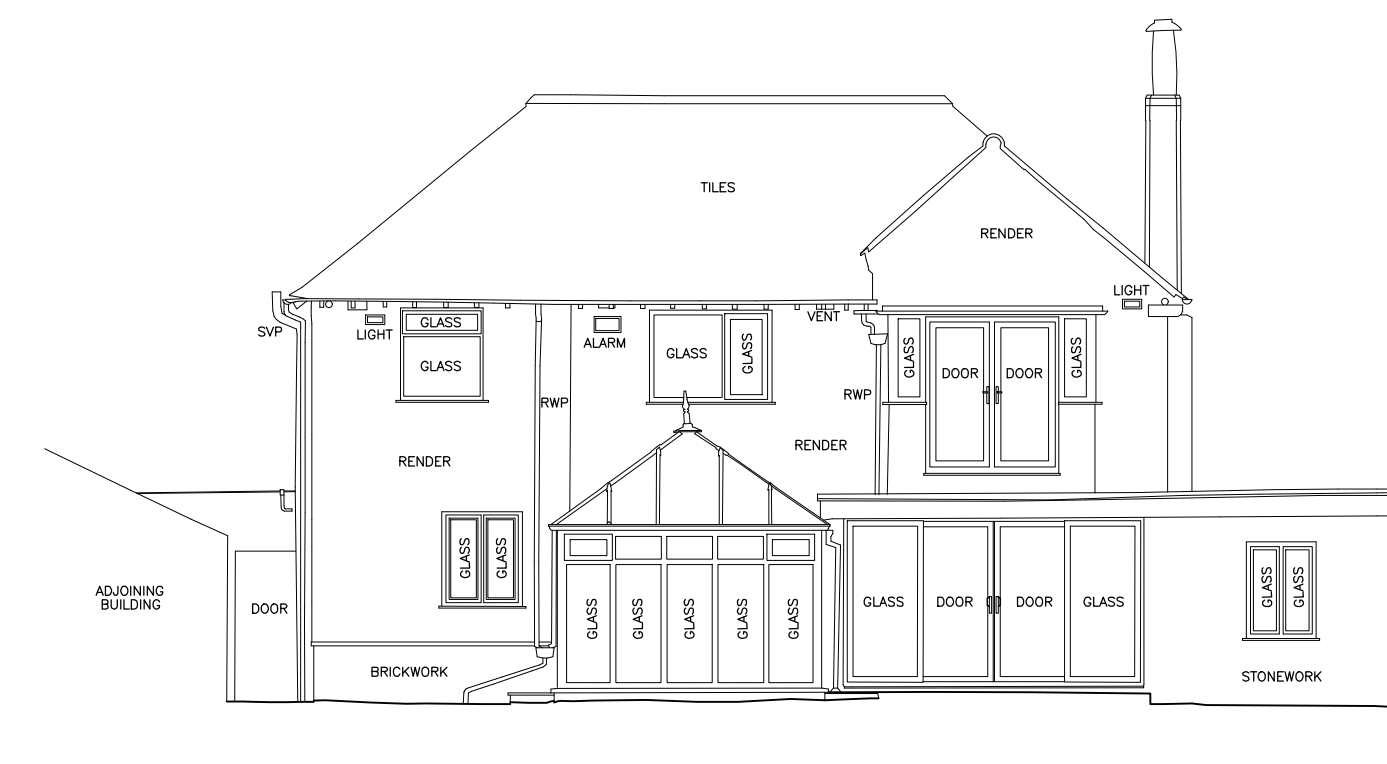 TILES
RENDER
LIGHT
SVP
LIGHT
GLASS
GLASS
ALARM
GLASS
GLASS
VENT
GLASS
DOOR
DOOR
GLASS
RWP
RWP
RENDER
RENDER
GLASS
GLASS
ADJOINING
BUILDING
DOOR
GLASS
GLASS
GLASS
GLASS
GLASS
GLASS
DOOR
DOOR
GLASS
GLASS
GLASS
BRICKWORK
STONEWORK